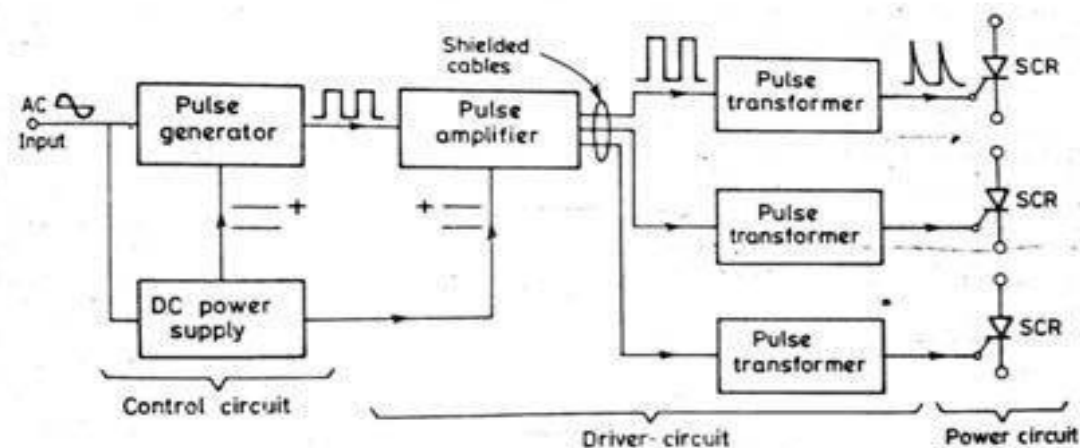 Shielded
cables
AC
Input
Pulse
generator
Pulse
amplifier
Pulse
transformer
SCR
+
+
Pulse
transformer
SCR
DC power
supply
Pulse
transformer
SCR
Control circuit
Driver-circuit
Power circuit